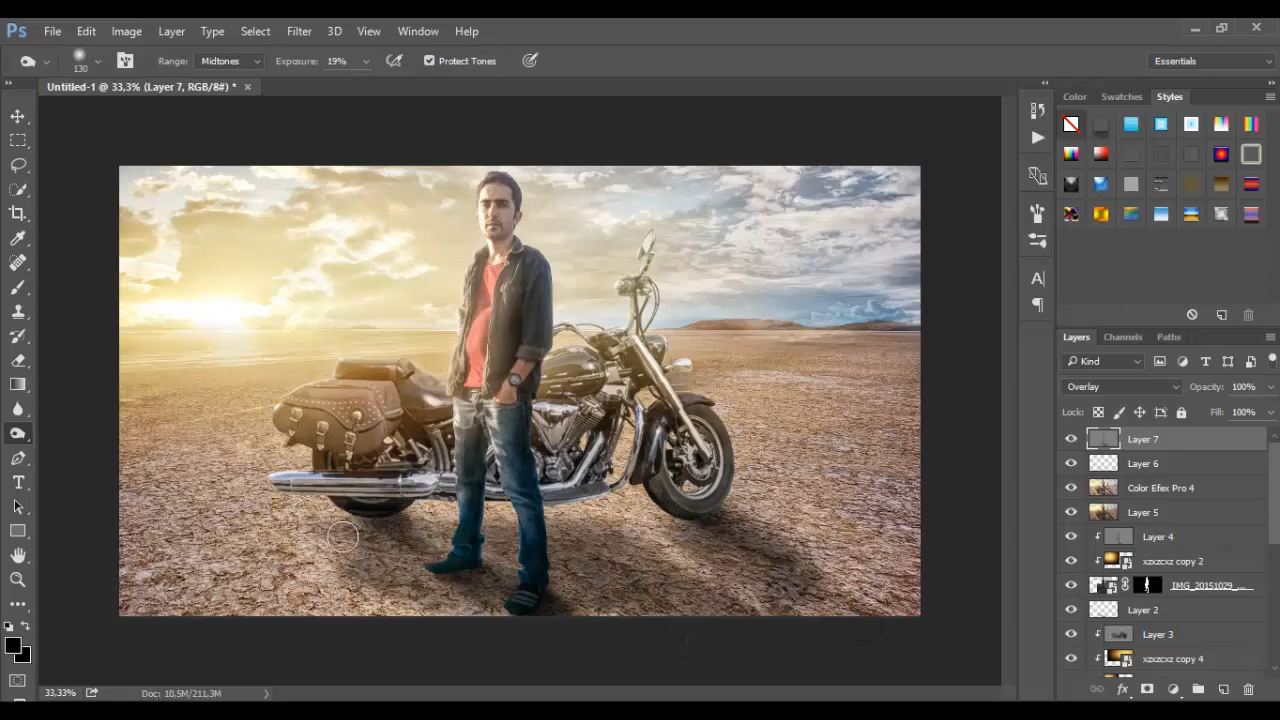 Ps File Edit Image Layer Type Select Filter 3D View Window Help
130 Range: Midtones Exposure: 19% Protect Tones Essentials
Untitled-1 @ 33,3% (Layer 7, RGB/8#) * ×
Color Swatches Styles
Layers Channels Paths
Kind
Overlay Opacity: 100%
Lock: Fill: 100%
Layer 7
Layer 6
Color Efex Pro 4
Layer 5
Layer 4
xzxzcxz copy 2
IMG_20151029_...
Layer 2
Layer 3
xzxzcxz copy 4
33,33% Doc: 10,5M/211,3M